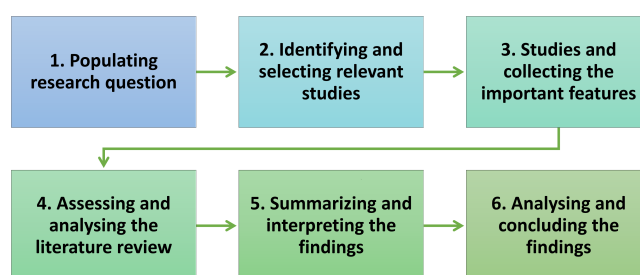 1. Populating
research question
2. Identifying and
selecting relevant
studies
3. Studies and
collecting the
important features
4. Assessing and
analysing the
literature review
5. Summarizing and
interpreting the
findings
6. Analysing and
concluding the
findings